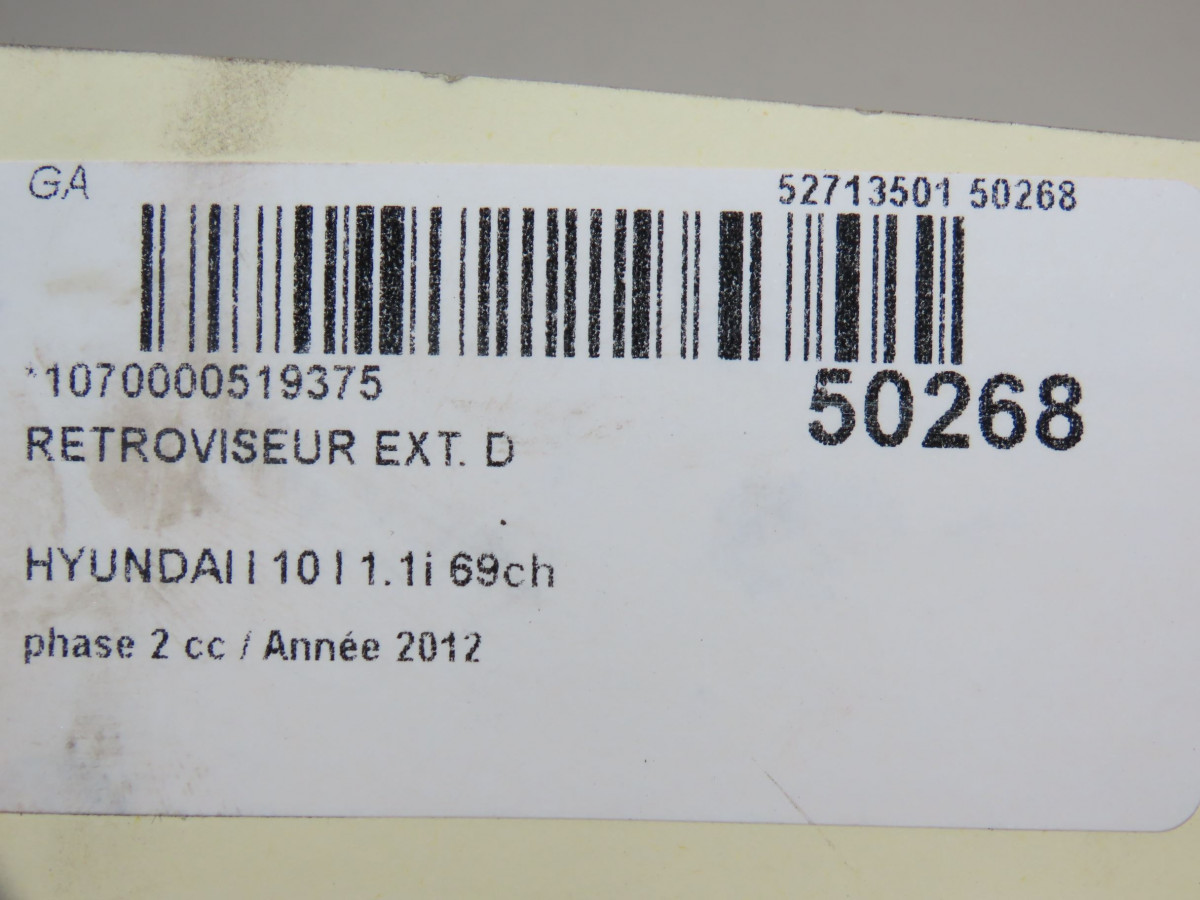 GA
52713501 50268
*1070000519375
50268
RETROVISEUR EXT. D
HYUNDAI I 10 I 1.1i 69ch
phase 2 cc / Année 2012